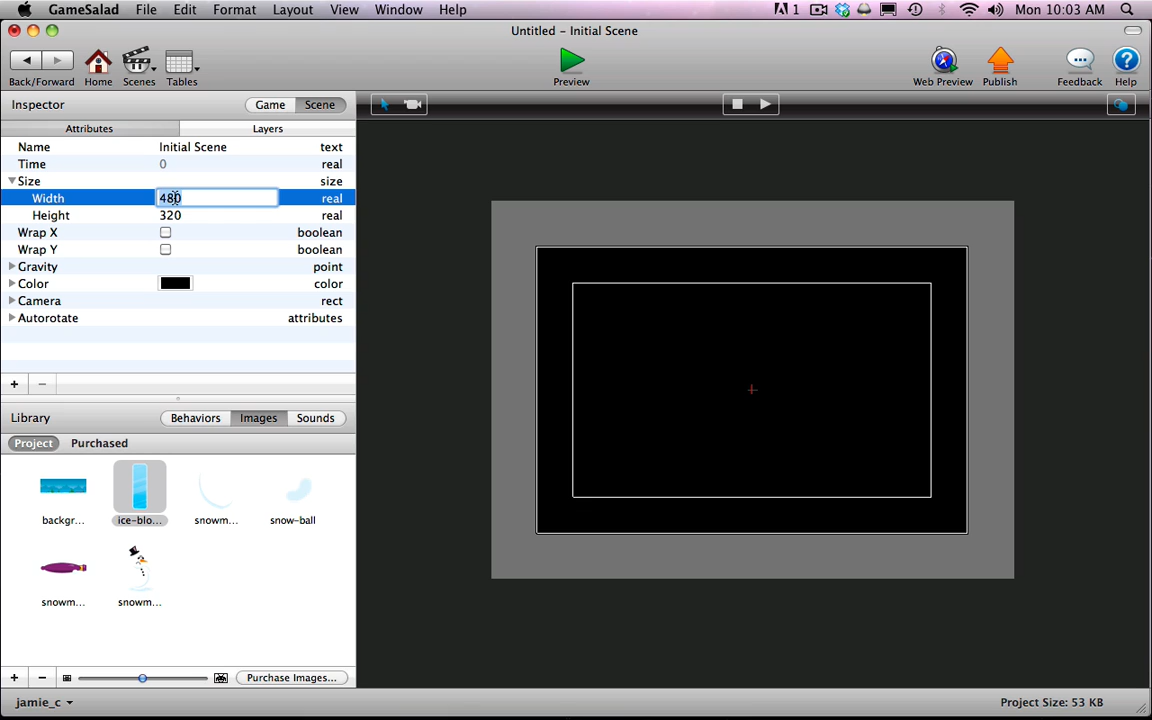 GameSalad File Edit Format Layout View Window Help 1 Mon 10:03 AM
Untitled – Initial Scene
Back/Forward Home Scenes Tables Preview Web Preview Publish Feedback Help
Inspector Game Scene
Attributes Layers
Name Initial Scene text
Time 0 real
Size size
Width 480 real
Height 320 real
Wrap X boolean
Wrap Y boolean
Gravity point
Color color
Camera rect
Autorotate attributes
+ −
Library Behaviors Images Sounds
Project Purchased
backgr... ice-blo... snowm... snow-ball
snowm... snowm...
+ − Purchase Images...
jamie_c Project Size: 53 KB